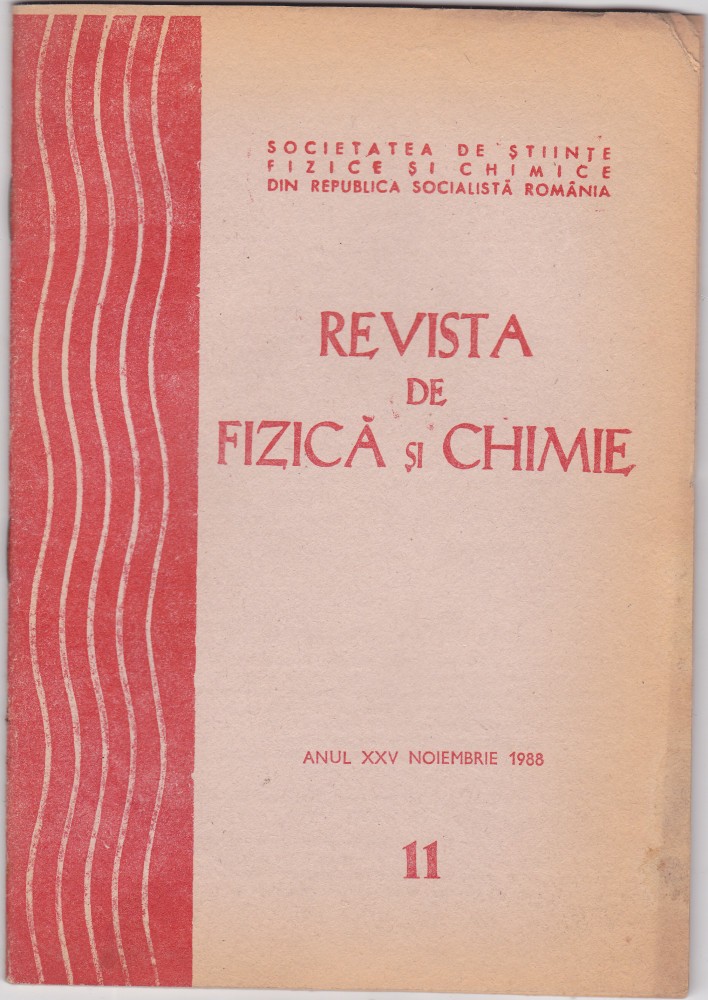 SOCIETATEA DE ȘTIINȚE
FIZICE ȘI CHIMICE
DIN REPUBLICA SOCIALISTĂ ROMÂNIA
REVISTA
DE
FIZICĂ ȘI CHIMIE
ANUL XXV NOIEMBRIE 1988
11